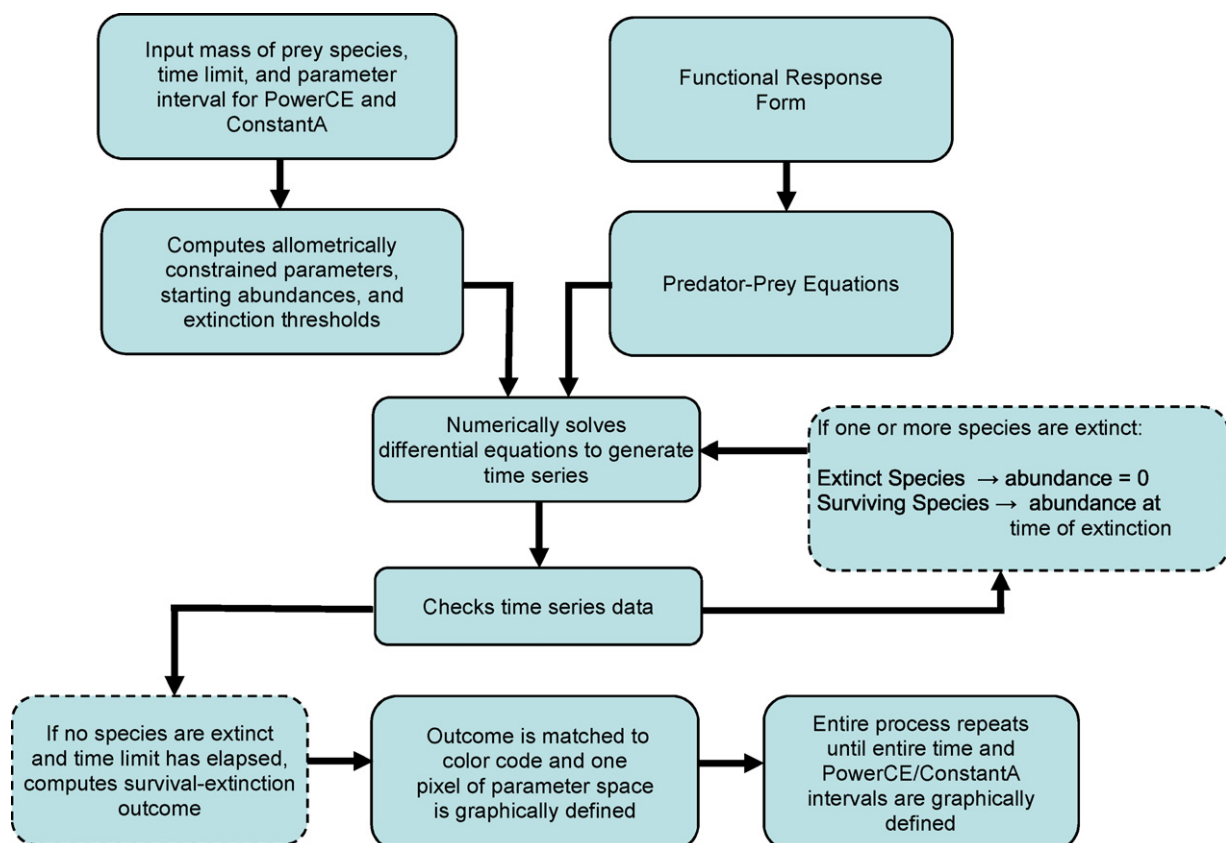 Input mass of prey species,
time limit, and parameter
interval for PowerCE and
ConstantA
Functional Response
Form
Computes allometrically
constrained parameters,
starting abundances, and
extinction thresholds
Predator-Prey Equations
Numerically solves
differential equations to generate
time series
If one or more species are extinct:
Extinct Species → abundance = 0
Surviving Species → abundance at
time of extinction
Checks time series data
If no species are extinct
and time limit has elapsed,
computes survival-extinction
outcome
Outcome is matched to
color code and one
pixel of parameter space
is graphically defined
Entire process repeats
until entire time and
PowerCE/ConstantA
intervals are graphically
defined